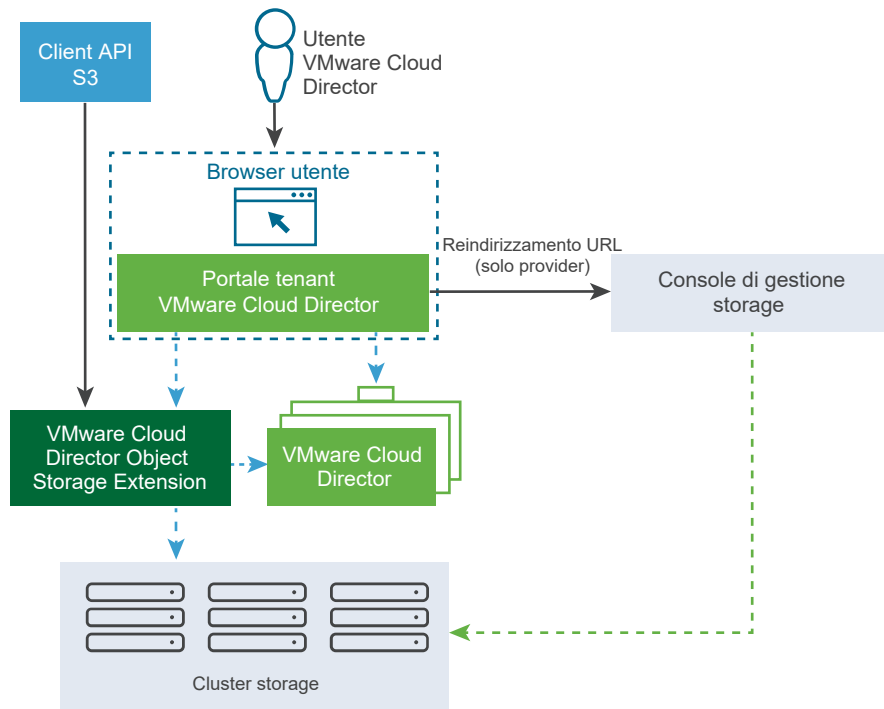 Client API
S3
Utente
VMware Cloud
Director
Browser utente
Reindirizzamento URL
(solo provider)
Portale tenant
VMware Cloud Director
Console di gestione
storage
VMware Cloud
Director Object
Storage Extension
VMware Cloud
Director
Cluster storage